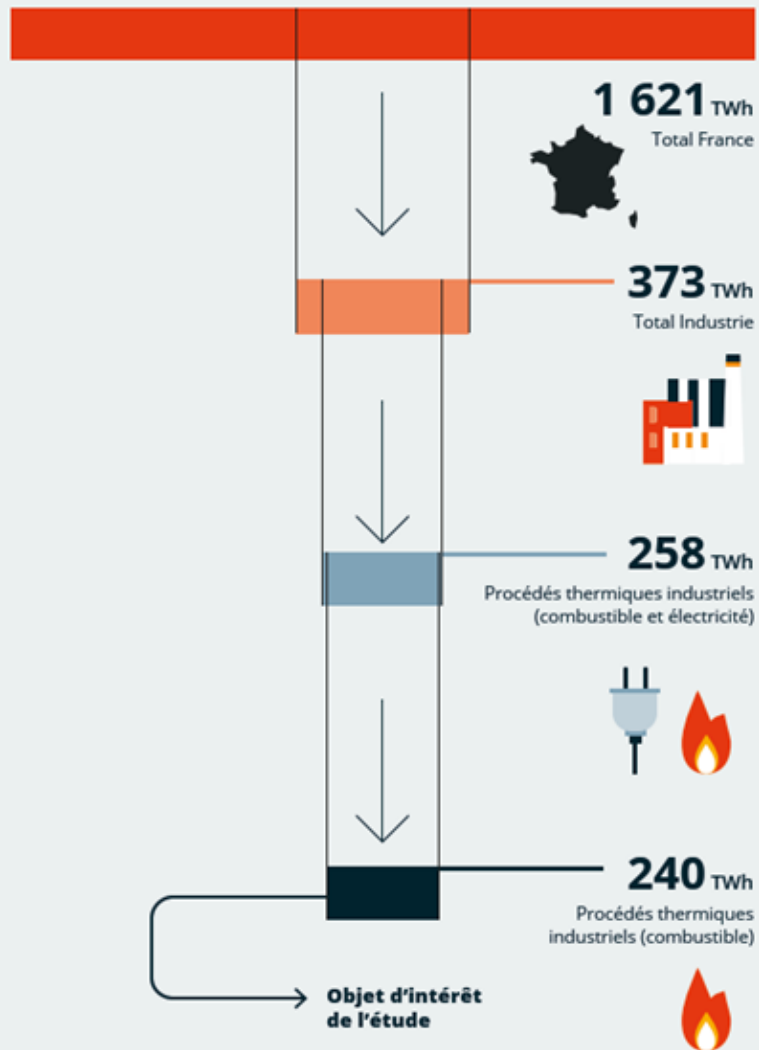 1 621 TWh
Total France
373 TWh
Total Industrie
258 TWh
Procédés thermiques industriels
(combustible et électricité)
240 TWh
Procédés thermiques
industriels (combustible)
Objet d’intérêt
de l’étude